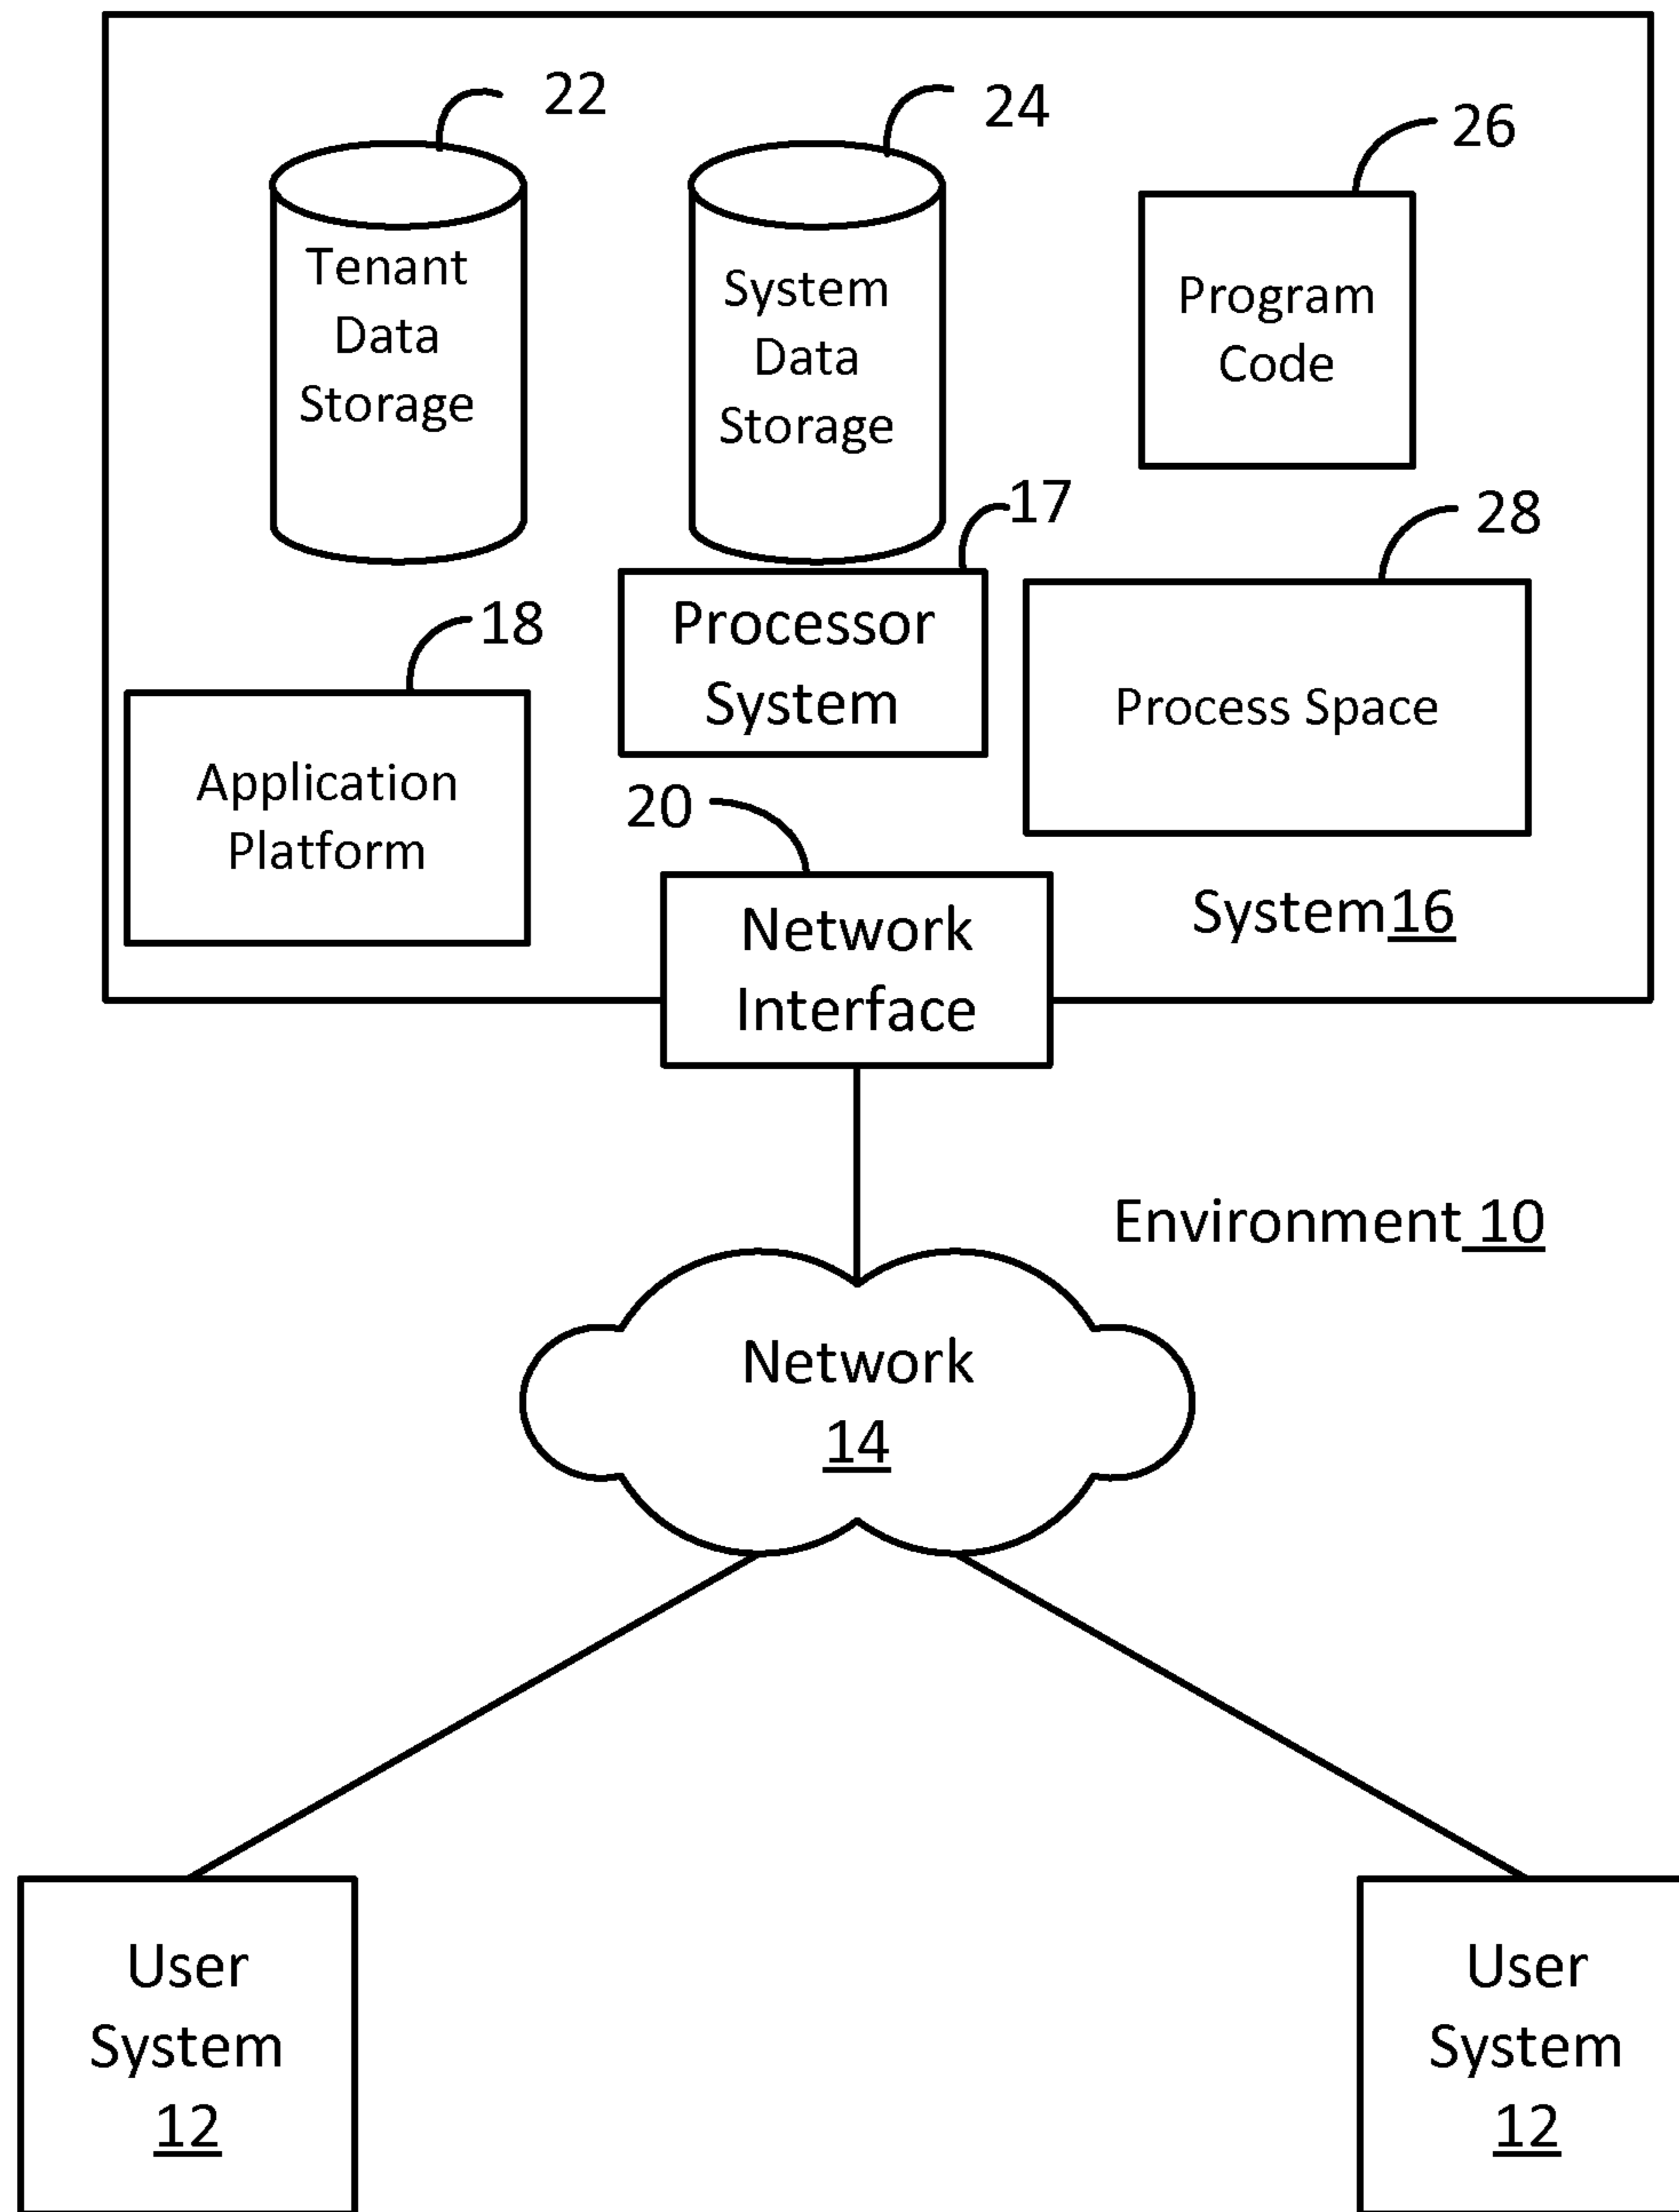 22
24
26
Tenant
Data
Storage
System
Data
Storage
Program
Code
17
28
18
Processor
System
Process Space
Application
Platform
20
System16
Network
Interface
Environment 10
Network
14
User
System
12
User
System
12